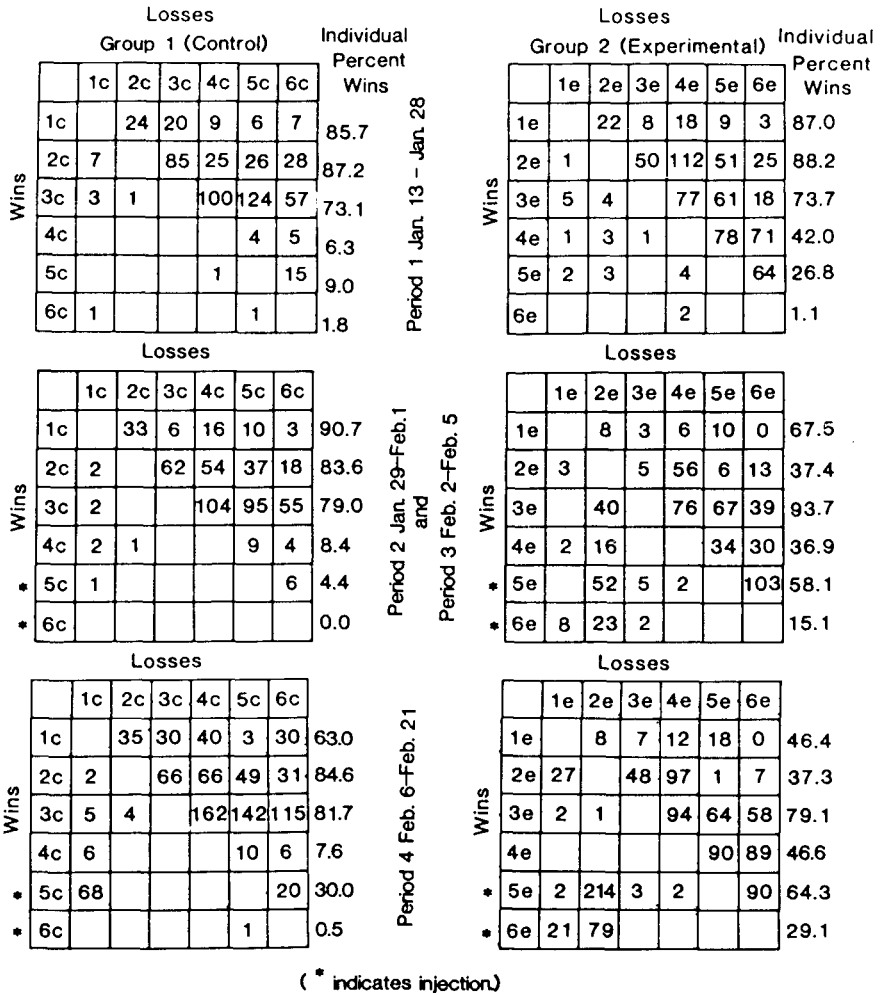 Losses Losses
Group 1 (Control) Individual Percent Wins Group 2 (Experimental) Individual Percent Wins
1c 2c 3c 4c 5c 6c 1e 2e 3e 4e 5e 6e
1c 24 20 9 6 7 85.7 1e 22 8 18 9 3 87.0
2c 7 85 25 26 28 87.2 2e 1 50 112 51 25 88.2
3c 3 1 100 124 57 73.1 3e 5 4 77 61 18 73.7
4c 4 5 6.3 4e 1 3 1 78 71 42.0
5c 1 15 9.0 5e 2 3 4 64 26.8
6c 1 1 1.8 6e 2 1.1
Wins Period 1 Jan. 13 - Jan. 28 Wins
Losses Losses
1c 2c 3c 4c 5c 6c 1e 2e 3e 4e 5e 6e
1c 33 6 16 10 3 90.7 1e 8 3 6 10 0 67.5
2c 2 62 54 37 18 83.6 2e 3 5 56 6 13 37.4
3c 2 104 95 55 79.0 3e 40 76 67 39 93.7
4c 2 1 9 4 8.4 4e 2 16 34 30 36.9
* 5c 1 6 4.4 * 5e 52 5 2 103 58.1
* 6c 0.0 * 6e 8 23 2 15.1
Wins Period 2 Jan. 29-Feb.1 and Period 3 Feb. 2-Feb. 5 Wins
Losses Losses
1c 2c 3c 4c 5c 6c 1e 2e 3e 4e 5e 6e
1c 35 30 40 3 30 63.0 1e 8 7 12 18 0 46.4
2c 2 66 66 49 31 84.6 2e 27 48 97 1 7 37.3
3c 5 4 162 142 115 81.7 3e 2 1 94 64 58 79.1
4c 6 10 6 7.6 4e 90 89 46.6
* 5c 68 20 30.0 * 5e 2 214 3 2 90 64.3
* 6c 1 0.5 * 6e 21 79 29.1
Wins Period 4 Feb. 6-Feb. 21 Wins
( * indicates injection.)